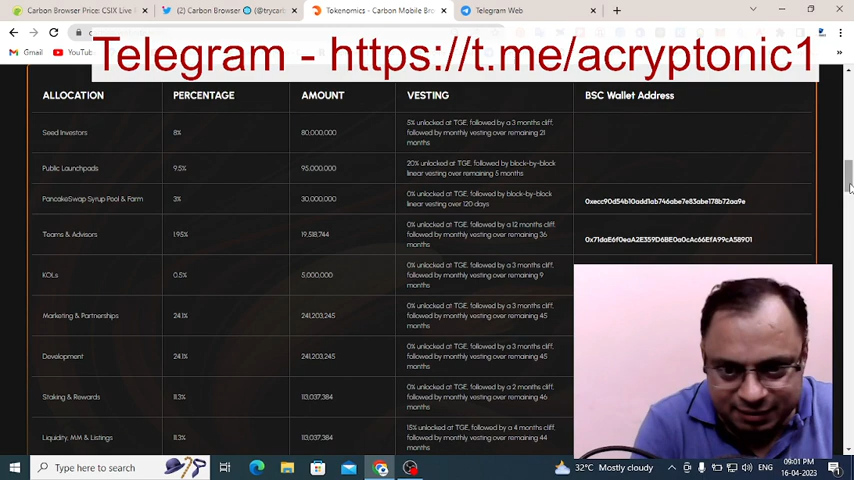 Carbon Browser Price: CSIX Live
(2) Carbon Browser (@trycarb
Tokenomics - Carbon Mobile Bro
Telegram Web
Gmail
YouTu
Telegram - https://t.me/acryptonic1
ALLOCATION PERCENTAGE AMOUNT VESTING BSC Wallet Address
Seed Investors 8% 80,000,000 5% unlocked at TGE, followed by a 3 months cliff,
followed by monthly vesting over remaining 21
months
Public Launchpads 9.5% 95,000,000 20% unlocked at TGE, followed by block-by-block
linear vesting over remaining 5 months
PancakeSwap Syrup Pool & Farm 3% 30,000,000 0% unlocked at TGE, followed by block-by-block
linear vesting over 120 days
0xecc90d54b10add1ab746abe7e83abe178b72aa9e
Teams & Advisors 1.95% 19,518,744 0% unlocked at TGE, followed by a 12 months cliff,
followed by monthly vesting over remaining 36
months
0x71daE6f0eaA2E359D6BE0a0cAc66EfA99cA58901
KOLs 0.5% 5,000,000 0% unlocked at TGE, followed by a 3 months cliff,
followed by monthly vesting over remaining 9
months
Marketing & Partnerships 24.1% 241,203,245 0% unlocked at TGE, followed by a 3 months cliff,
followed by monthly vesting over remaining 45
months
Development 24.1% 241,203,245 0% unlocked at TGE, followed by a 3 months cliff,
followed by monthly vesting over remaining 45
months
Staking & Rewards 11.3% 113,037,384 0% unlocked at TGE, followed by a 2 months cliff,
followed by monthly vesting over remaining 46
months
Liquidity, MM & Listings 11.3% 113,037,384 15% unlocked at TGE, followed by a 4 months cliff,
followed by monthly vesting over remaining 44
months
Type here to search
32°C Mostly cloudy
ENG
09:01 PM
16-04-2023